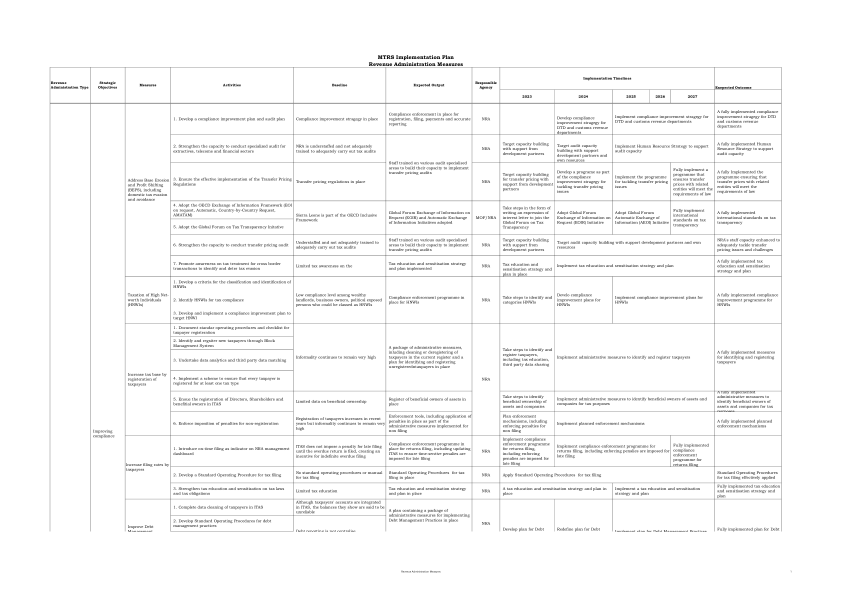 MTRS Implementation Plan
Revenue Administration Measures
Revenue
Administration Type
Strategic
Objectives
Measures
Activities
Baseline
Expected Output
Responsible
Agency
Implementation Timelines
Expected Outcome
2023
2024
2025
2026
2027
Improving
compliance
Address Base Erosion
and Profit Shifting
(BEPS), including
domestic tax evasion
and avoidance
1. Develop a compliance improvement plan and audit plan
Compliance improvement stragegy in place
Compliance enforcement in place for
registration, filing, payments and accurate
reporting
NRA
Develop compliance
improvement stragegy for
DTD and customs revenue
departments
Implement compliance improvement stragegy for
DTD and customs revenue departments
A fully implemented compliance
improvement stragegy for DTD
and customs revenue
departments
2. Strengthen the capacity to conduct specialised audit for
extractives, telecoms and financial sectors
NRA is understaffed and not adequately
trained to adequately carry out tax audits
Staff trained on various audit specialised
areas to build their capacity to implement
transfer pricing audits
NRA
Target capacity building
with support from
development partners
Target capacity
building with support
development partners and
own resources
Implement Human Resource Strategy to support
audit capacity
A fully implemented Human
Resource Strategy to support
audit capacity
3. Ensure the effective implementation of the Transfer Pricing
Regulations
Transfer pricing regulations in place
NRA
Target capacity building
for transfer pricing with
support from development
partners
Develop a programs as part
of the compliance
improvement strategy for
tackling transfer pricing
issues
Implement the programme
for tackling transfer pricing
issues
Fully implement a
programme that
ensures transfer
prices with related
entities will meet the
requirements of law
A fully implemented the
programme ensuring that
transfer prices with related
entities will meet the
requirements of law
4. Adopt the OECD Exchange of Information Framework (EOI
on request, Automatic, Country-by-Country Request,
AMATAM)
5. Adopt the Global Forum on Tax Transparency Initiative
Sierra Leone is part of the OECD Inclusive
Framework
Global Forum Exchange of Information on
Request (EOIR) and Automatic Exchange of
Information Initiatives adopted
MOF/ NRA
Take steps in the form of
writing an expression of
interest letter to join the
Global Forum on Tax
Transparency
Adopt Global Forum
Exchange of Information on
Request (EOIR) Initiative
Adopt Global Forum
Automatic Exchange of
Information (AEOI) Initiative
Fully implement
international
standards on tax
transparency
A fully implemented
international
standards on tax transparency
6. Strengthen the capacity to conduct transfer pricing audit
Understaffed and not adequately trained to
adequately carry out tax audits
Staff trained on various audit specialised
areas to build their capacity to implement
transfer pricing audits
NRA
Target capacity building
with support from
development partners
Target audit capacity building with support development partners and own
resources
NRA's staff capacity enhanced to
adequately tackle transfer
pricing issues and challenges
7. Promote awareness on tax treatment for cross border
transactions to identify and deter tax evasion
Limited tax awareness on the
Tax education and sensitisation strategy
and plan implemented
NRA
Tax education and
sensitisation strategy and
plan in place
Implement tax education and sensitisation strategy and plan
A fully implemented tax
education and sensitisation
strategy and plan
Taxation of High Net-
worth Individuals
(HNWIs)
1. Develop a criteria for the classification and identification of
HNWIs
2. Identify HNWIs for tax compliance
3. Develop and implement a compliance improvement plan to
target HNWI
Low compliance level among wealthy
landlords, business owners, political exposed
persons who could be classed as HNWIs
Compliance enforcement programme in
place for HNWIs
NRA
Take steps to identify and
categorise HNWIs
Develo compliance
improvement plans for
HNWIs
Implement compliance improvement plans for
HNWIs
A fully implemented compliance
improvement programme for
HNWIs
Increase tax base by
registration of
taxpayers
1. Document standar operating procedures and checklist for
taxpayer registration
2. Identify and register new taxpayers through Block
Management System
3. Undertake data analytics and third party data matching
4. Implement a scheme to ensure that every taxpayer is
registered for at least one tax type
Informality continue to remain very high
A package of administrative measures,
including cleaning or deregistering of
taxpayers in the current register and a
plan for identifying and registering
unregistered taxpayers in place
NRA
Take steps to identify and
register taxpayers,
including tax education,
third party data sharing
Implement administrative measures to identify and register taxpayers
A fully implemented measures
for identifying and registering
taxpayers
5. Ensure the registration of Directors, Shareholders and
benefitial owners in ITAS
Limited data on beneficial ownership
Register of beneficial owners of assets in
place
Take steps to identify
beneficial ownership of
assets and companies
Implement administrative measures to identify beneficial owners of assets and
companies for tax purposes
A fully implemented
administrative measures to
identify beneficial owners of
assets and companies for tax
6. Enforce imposition of penalties for non-registration
Registration of taxpayers increases in recent
years but informality continues to remain very
high
Enforcement tools, including application of
penalties in place as part of the
administrative measures implemented for
non filing
Plan enforcement
mechanisms, including
enforcing penalties for
non filing
Implement planned enforcement mechanisms
A fully implemented planned
enforcement mechanisms
Increase filing rates by
taxpayers
1. Introduce on-time filing as indicator on NRA management
dashboard
ITAS does not impose a penalty for late filing
until the overdue return is filed, creating an
incentive for indefinite overdue filing
Compliance enforcement programme in
place for returns filing, including updating
ITAS to ensure time-service penalties are
imposed for late filing
NRA
Implement compliance
enforcement programme
for returns filing,
including enforcing
penalties are imposed for
late filing
Implement compliance enforcement programme for
returns filing, including enforcing penalties are impose for
late filing
Fully implemented
compliance
enforcement
programme for
returns filing
2. Develop a Standard Operating Procedure for tax filing
No standard operating procedures or manual
for tax filing
Standard Operating Procedures for tax
filing in place
NRA
Apply Standard Operating Procedures for tax filing
Standard Operating Procedures
for tax filing effectively applied
3. Strengthen tax education and sensitisation on tax laws
and tax obligations
Limited tax education
Tax education and sensitisation strategy
and plan in place
NRA
A tax education and sensitisation strategy and plan in
place
Implement a tax education and sensitisation
strategy and plan
Fully implemented tax education
and sensitisation strategy and
plan
Improve Debt
1. Complete data cleaning of taxpayers in ITAS
Although taxpayers' accounts are integrated
in ITAS, the balances they show are said to be
unreliable
A plan containing a package of
administrative measures for implementing
Debt Management Practices in place
NRA
2. Develop Standard Operating Procedures for debt
management practices
Develop plan for Debt
Redefine plan for Debt
Fully implemented plan for Debt
Revenue Administration Measures
1